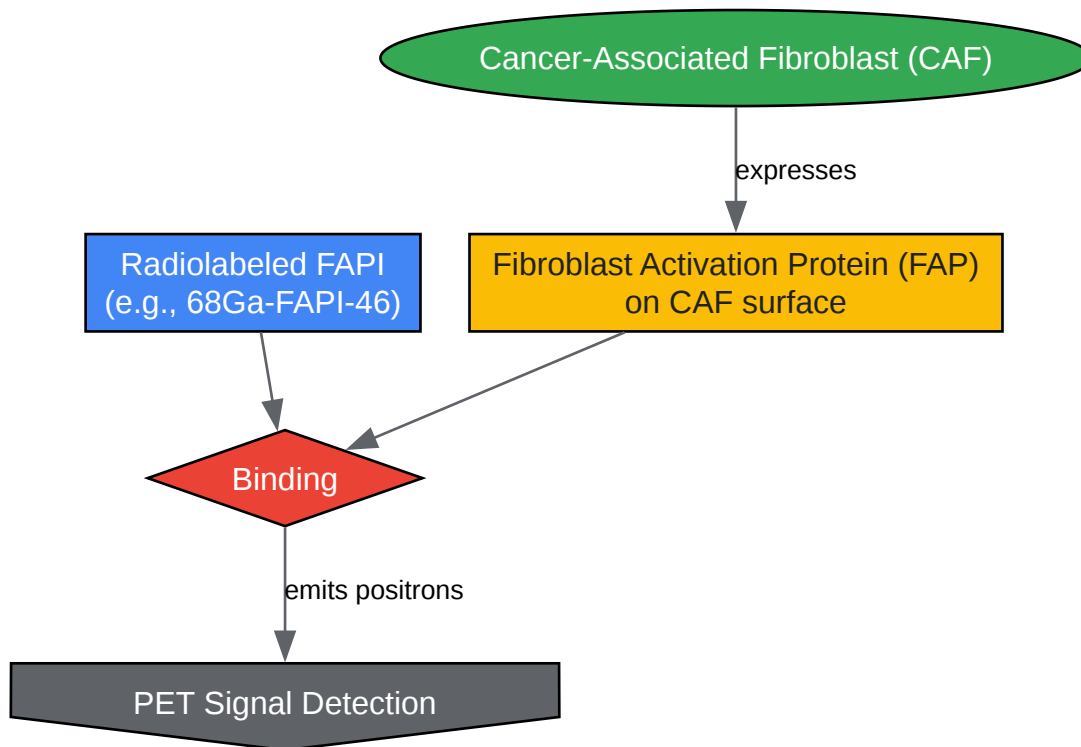 Cancer-Associated Fibroblast (CAF)
expresses
Radiolabeled FAPI
(e.g., 68Ga-FAPI-46)
Fibroblast Activation Protein (FAP)
on CAF surface
Binding
emits positrons
PET Signal Detection